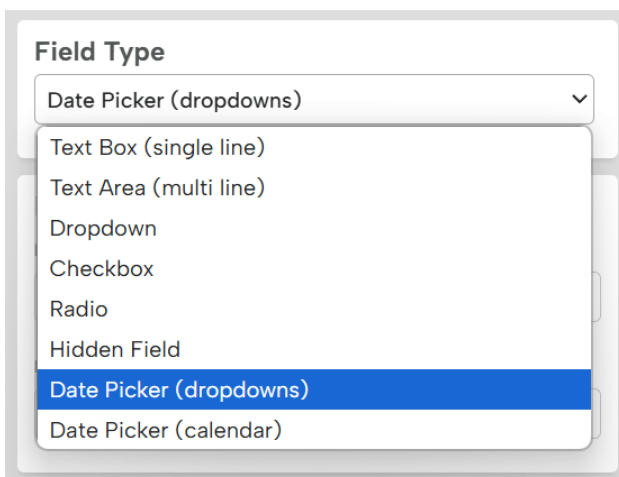 Field Type
Date Picker (dropdowns)
Text Box (single line)
Text Area (multi line)
Dropdown
Checkbox
Radio
Hidden Field
Date Picker (dropdowns)
Date Picker (calendar)